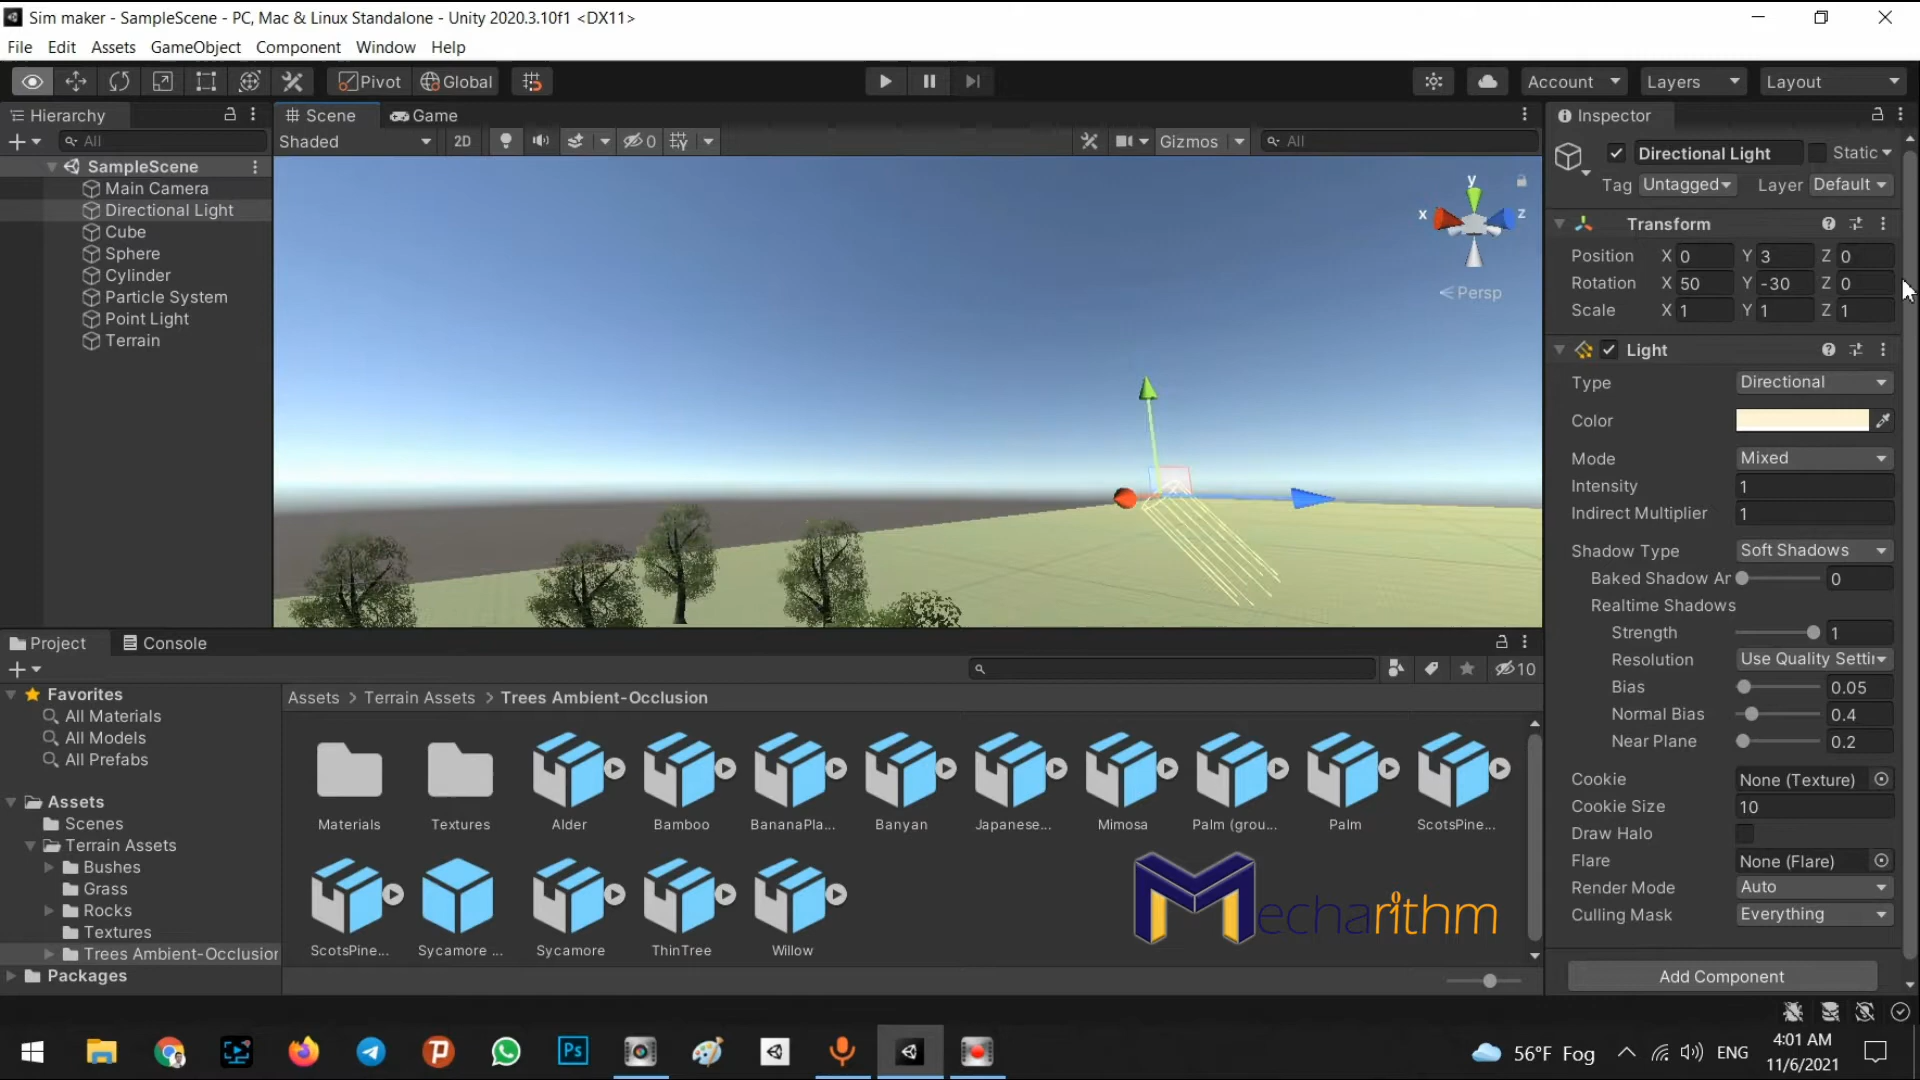 Sim maker - SampleScene - PC, Mac & Linux Standalone - Unity 2020.3.10f1 <DX11>
File Edit Assets GameObject Component Window Help
Pivot Global Account Layers Layout
Hierarchy
All
SampleScene
Main Camera
Directional Light
Cube
Sphere
Cylinder
Particle System
Point Light
Terrain
Scene Game
Shaded 2D 0 Gizmos All
y
x z
Persp
Inspector
Directional Light Static
Tag Untagged Layer Default
Transform
Position X 0 Y 3 Z 0
Rotation X 50 Y -30 Z 0
Scale X 1 Y 1 Z 1
Light
Type Directional
Color
Mode Mixed
Intensity 1
Indirect Multiplier 1
Shadow Type Soft Shadows
Baked Shadow Ar 0
Realtime Shadows
Strength 1
Resolution Use Quality Settin
Bias 0.05
Normal Bias 0.4
Near Plane 0.2
Cookie None (Texture)
Cookie Size 10
Draw Halo
Flare None (Flare)
Render Mode Auto
Culling Mask Everything
Add Component
Project Console
10
Favorites
All Materials
All Models
All Prefabs
Assets
Scenes
Terrain Assets
Bushes
Grass
Rocks
Textures
Trees Ambient-Occlusion
Packages
Assets > Terrain Assets > Trees Ambient-Occlusion
Materials Textures Alder Bamboo BananaPla... Banyan Japanese... Mimosa Palm (grou... Palm ScotsPine...
ScotsPine... Sycamore ... Sycamore ThinTree Willow
Mecharithm
Ps
56°F Fog ENG 4:01 AM
11/6/2021